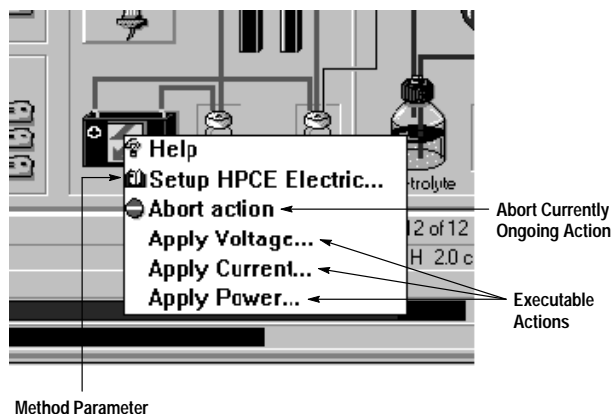 Help
Setup HPCE Electric...
trolyte
Abort action
12 of 12
Abort Currently
Ongoing Action
Apply Voltage...
H 2.0 c
Apply Current...
Apply Power...
Executable
Actions
Method Parameter